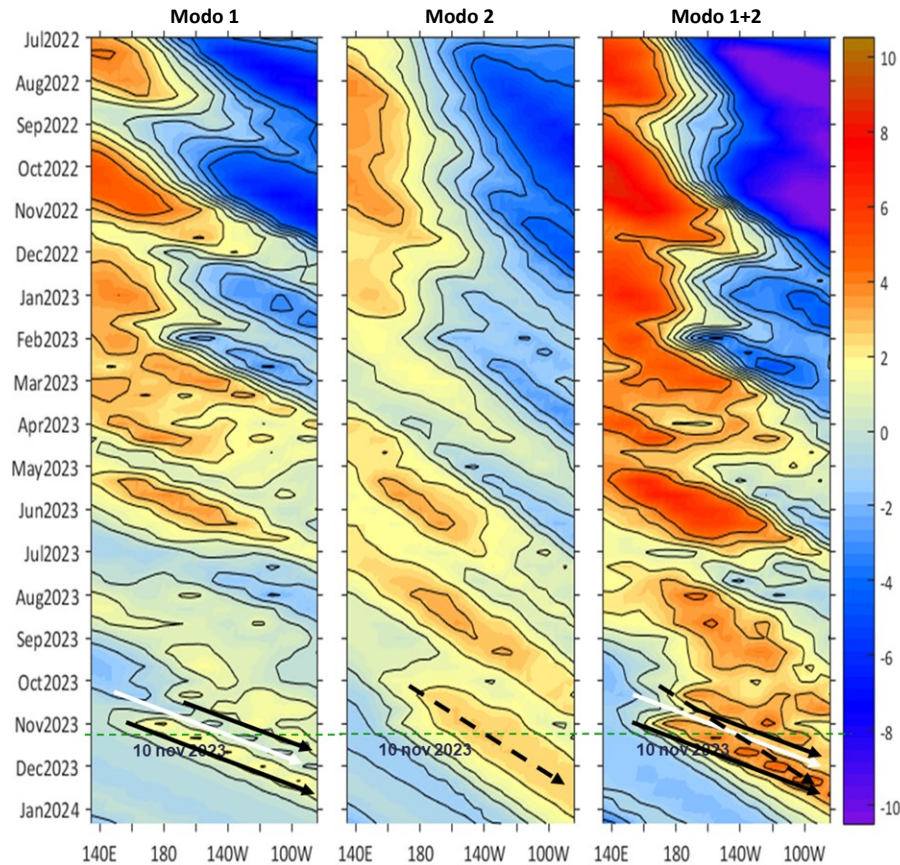 Modo 1 Modo 2 Modo 1+2
Jul2022
Aug2022
Sep2022
Oct2022
Nov2022
Dec2022
Jan2023
Feb2023
Mar2023
Apr2023
May2023
Jun2023
Jul2023
Aug2023
Sep2023
Oct2023
Nov2023
Dec2023
Jan2024
10 nov 2023 10 nov 2023 10 nov 2023
140E 180 140W 100W 140E 180 140W 100W 140E 180 140W 100W
10
8
6
4
2
0
-2
-4
-6
-8
-10